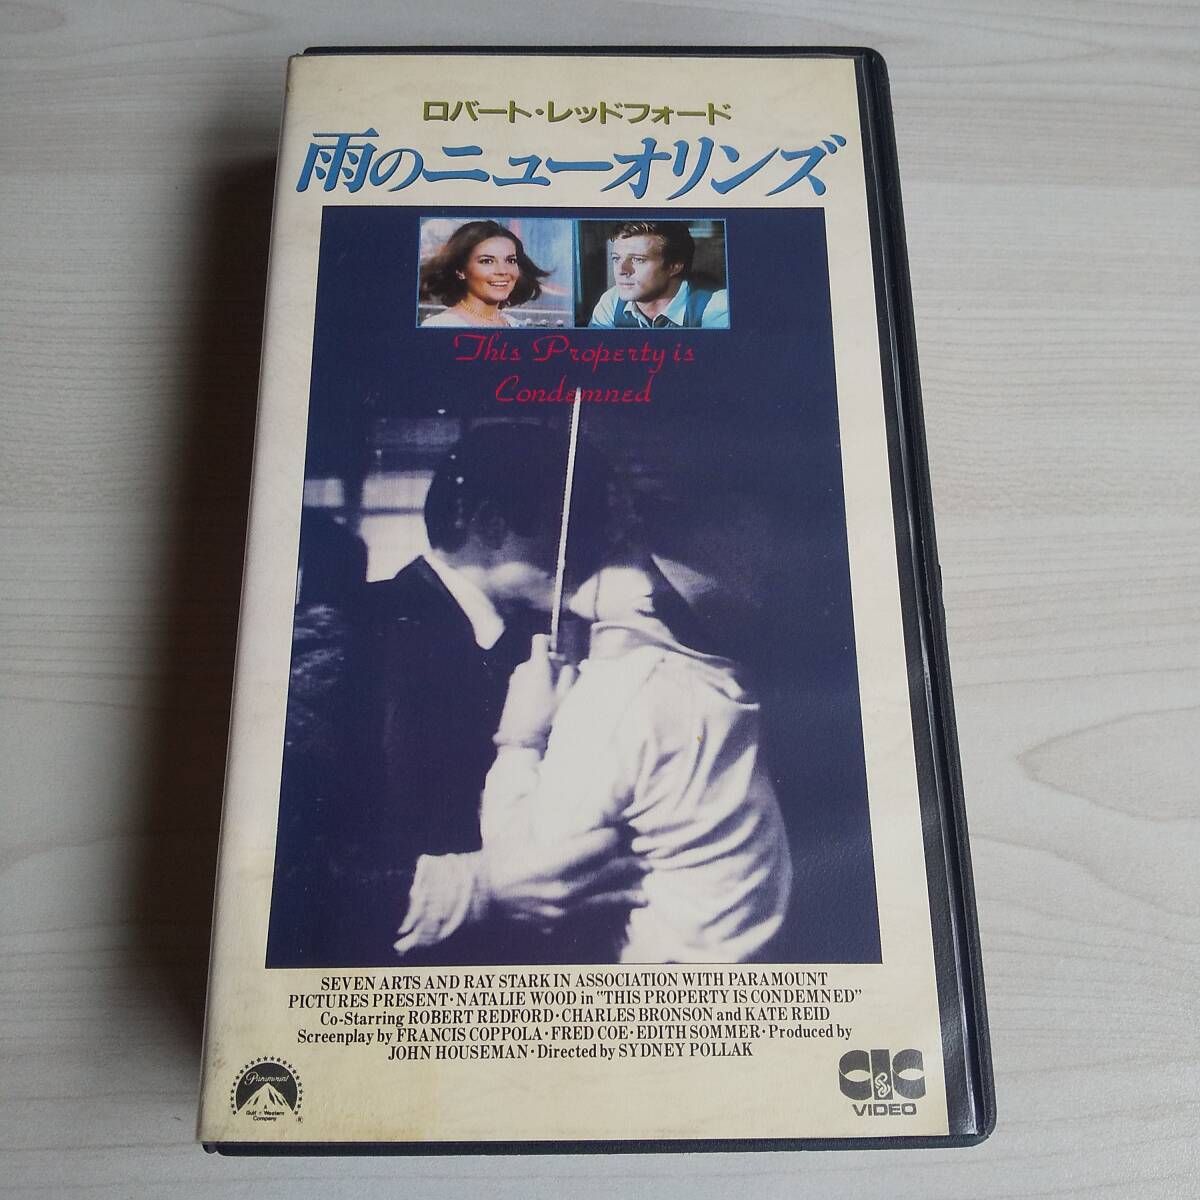 ロバート・レッドフォード
雨のニューオリンズ
This Property is
Condemned
SEVEN ARTS AND RAY STARK IN ASSOCIATION WITH PARAMOUNT
PICTURES PRESENT・NATALIE WOOD in "THIS PROPERTY IS CONDEMNED"
Co-Starring ROBERT REDFORD・CHARLES BRONSON and KATE REID
Screenplay by FRANCIS COPPOLA・FRED COE・EDITH SOMMER・Produced by
JOHN HOUSEMAN・Directed by SYDNEY POLLAK
Paramount
A
Gulf + Western
Company
®
CIC
VIDEO